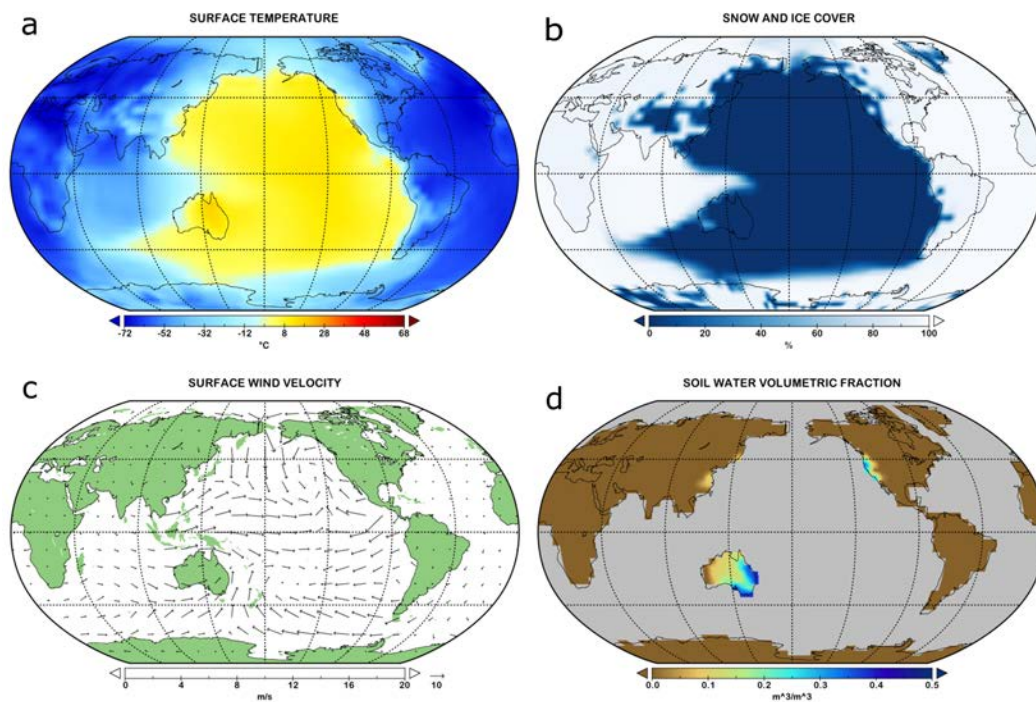 a
SURFACE TEMPERATURE
-72 -52 -32 -12 8 28 48 68
°C
b
SNOW AND ICE COVER
0 20 40 60 80 100
%
c
SURFACE WIND VELOCITY
0 4 8 12 16 20 10
m/s
d
SOIL WATER VOLUMETRIC FRACTION
0.0 0.1 0.2 0.3 0.4 0.5
m^3/m^3